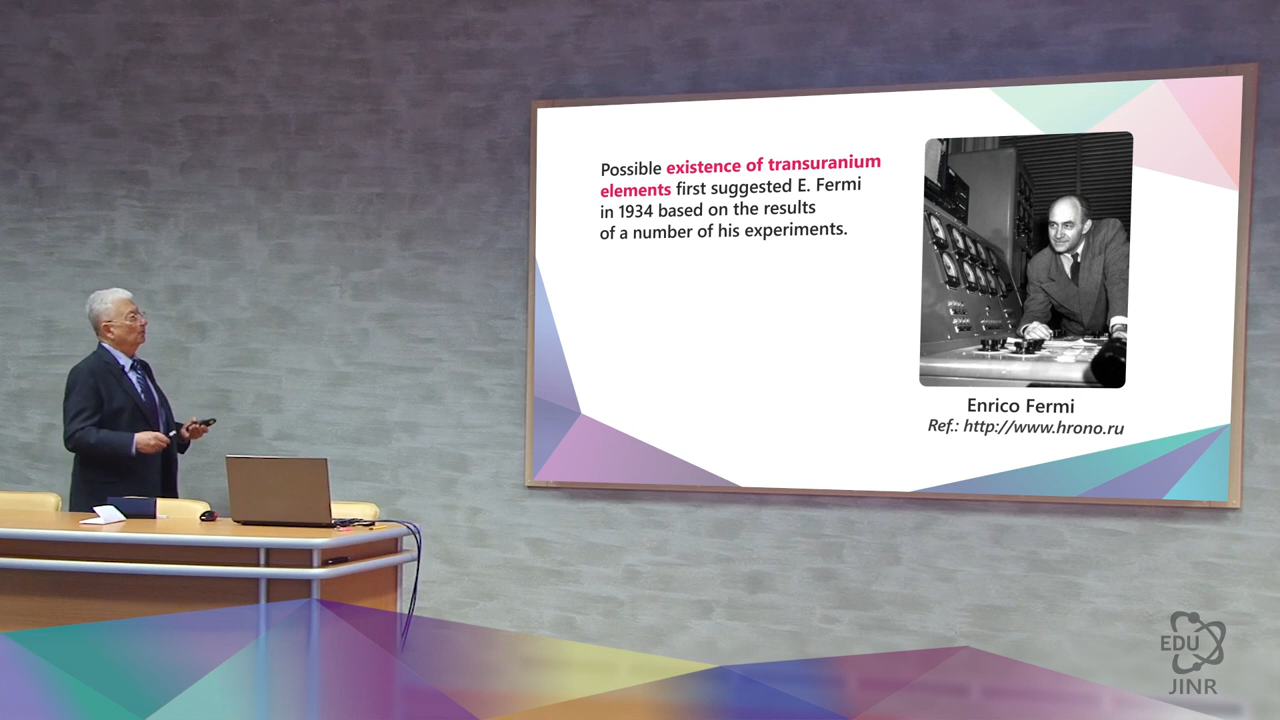 Possible existence of transuranium
elements first suggested E. Fermi
in 1934 based on the results
of a number of his experiments.
Enrico Fermi
Ref.: http://www.hrono.ru
EDU
JINR